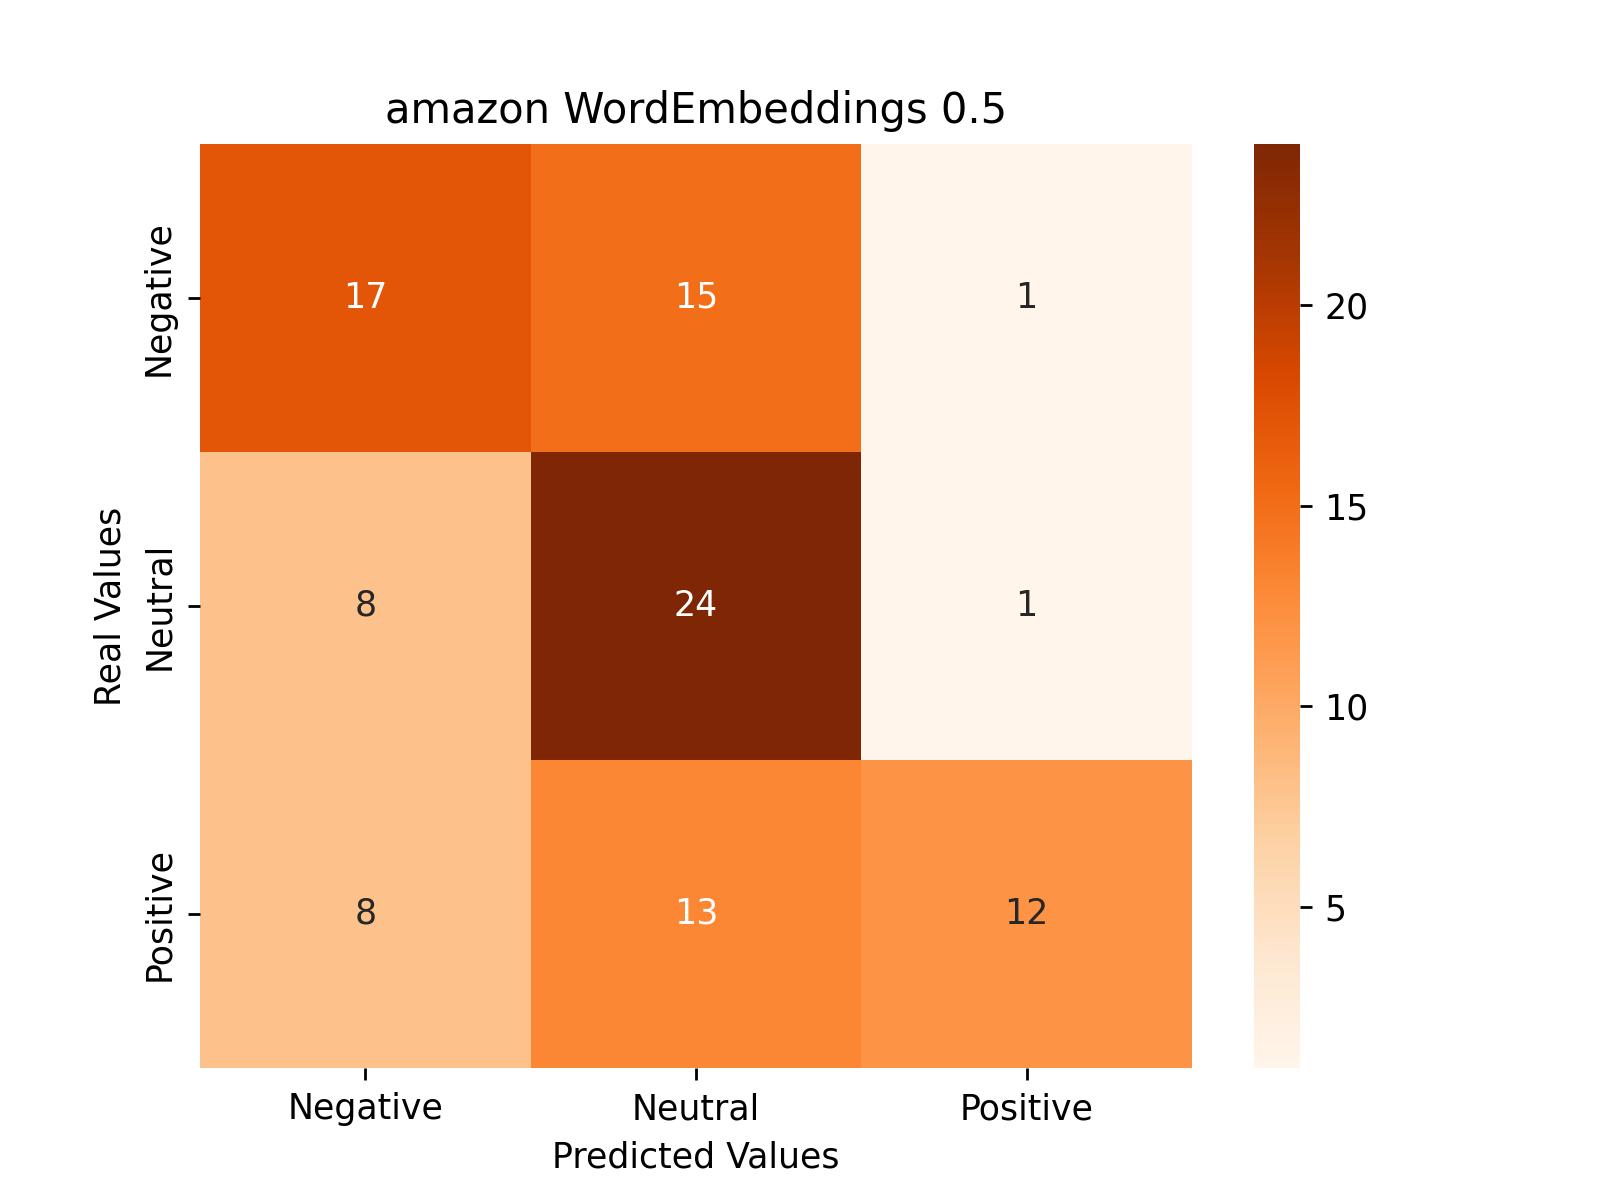 amazon WordEmbeddings 0.5
Real Values
Negative
17 15 1
Neutral
8 24 1
Positive
8 13 12
Negative Neutral Positive
Predicted Values
20
15
10
5